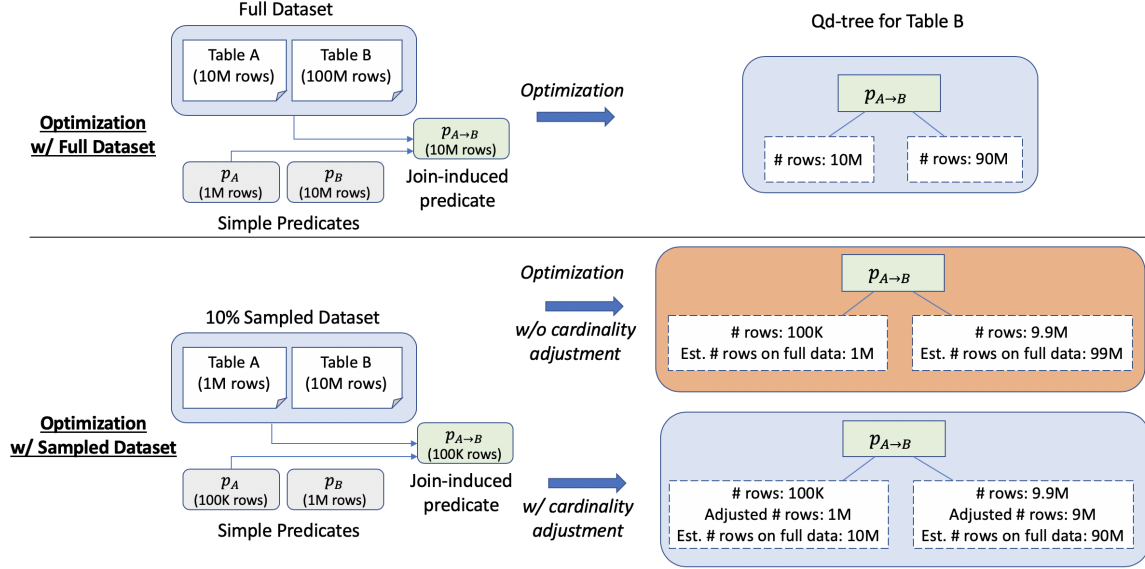 Full Dataset
Table A
(10M rows)
Table B
(100M rows)
Optimization
w/ Full Dataset
p_A
(1M rows)
p_B
(10M rows)
Simple Predicates
p_{A→B}
(10M rows)
Join-induced
predicate
Optimization
Qd-tree for Table B
p_{A→B}
# rows: 10M
# rows: 90M
10% Sampled Dataset
Table A
(1M rows)
Table B
(10M rows)
Optimization
w/ Sampled Dataset
p_A
(100K rows)
p_B
(1M rows)
Simple Predicates
p_{A→B}
(100K rows)
Join-induced
predicate
Optimization
w/o cardinality
adjustment
p_{A→B}
# rows: 100K
Est. # rows on full data: 1M
# rows: 9.9M
Est. # rows on full data: 99M
w/ cardinality
adjustment
p_{A→B}
# rows: 100K
Adjusted # rows: 1M
Est. # rows on full data: 10M
# rows: 9.9M
Adjusted # rows: 9M
Est. # rows on full data: 90M